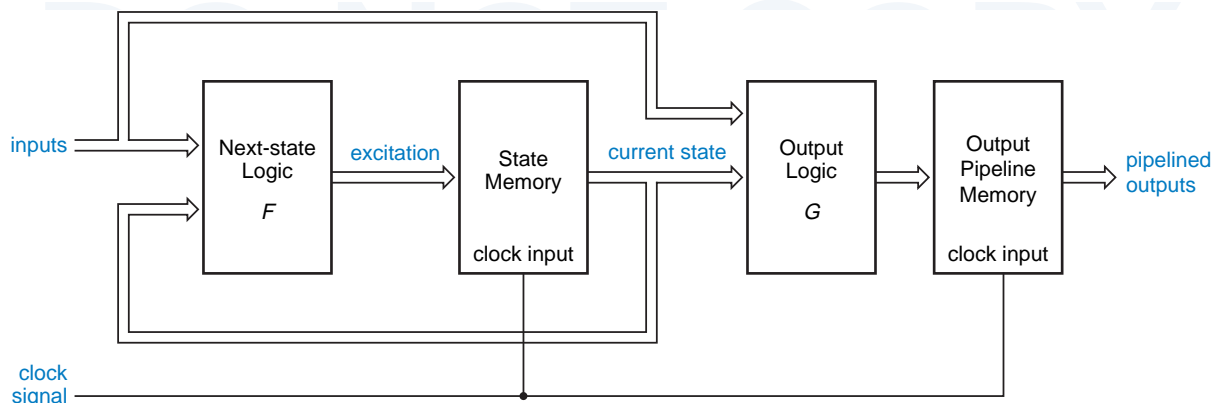 inputs
Next-state
Logic
F
excitation
State
Memory
clock input
current state
Output
Logic
G
Output
Pipeline
Memory
clock input
pipelined
outputs
clock
signal